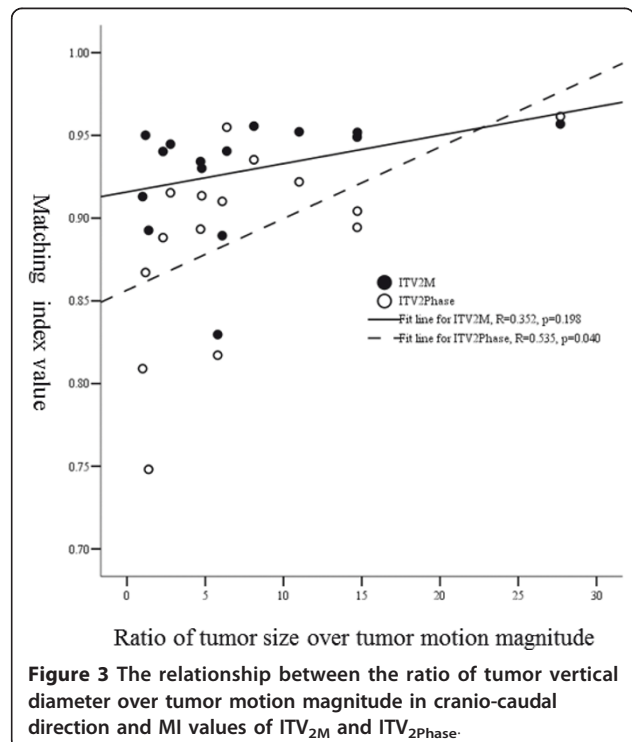 1.00
0.95
0.90
0.85
0.80
0.75
0.70
Matching index value
ITV2M
ITV2Phase
Fit line for ITV2M, R=0.352, p=0.198
Fit line for ITV2Phase, R=0.535, p=0.040
0 5 10 15 20 25 30
Ratio of tumor size over tumor motion magnitude
Figure 3 The relationship between the ratio of tumor vertical
diameter over tumor motion magnitude in cranio-caudal
direction and MI values of ITV2M and ITV2Phase.